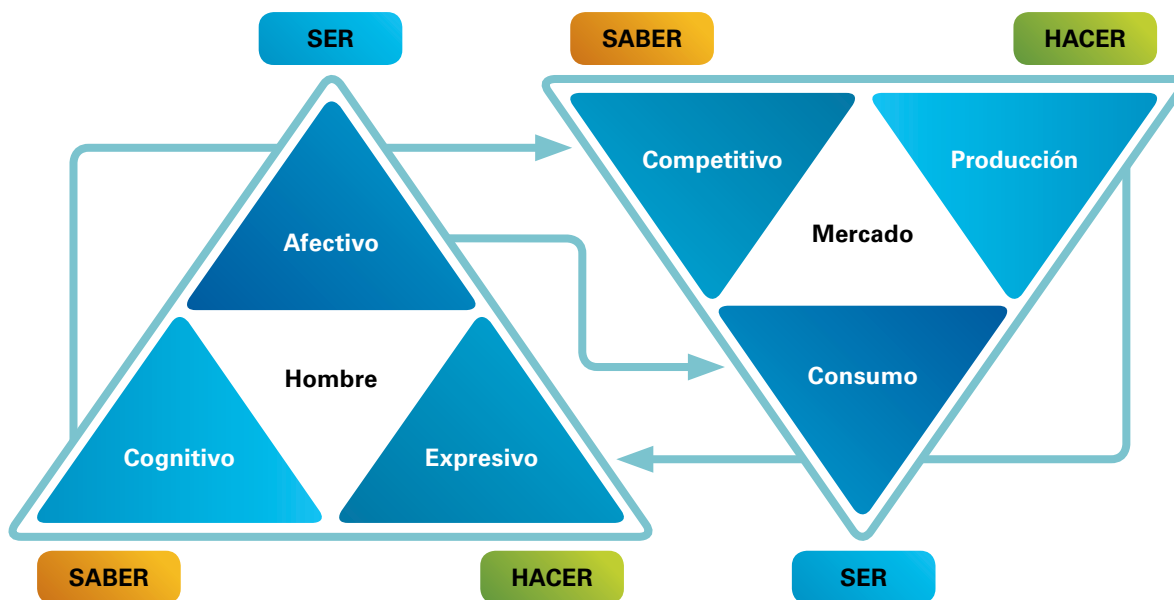 SER
SABER
HACER
Competitivo
Producción
Afectivo
Mercado
Hombre
Consumo
Cognitivo
Expresivo
SABER
HACER
SER